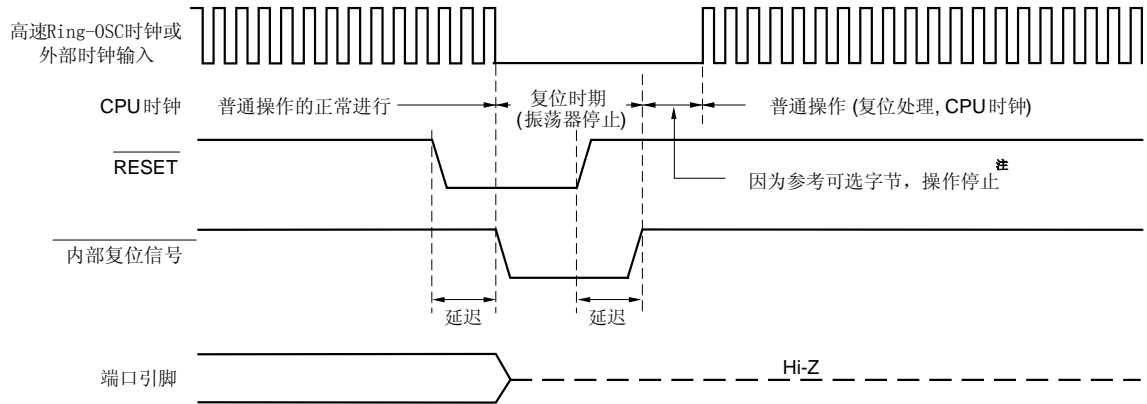 高速Ring-OSC时钟或
外部时钟输入
CPU时钟
普通操作的正常进行
复位时期
(振荡器停止)
普通操作 (复位处理, CPU时钟)
RESET
因为参考可选字节，操作停止注
内部复位信号
延迟
延迟
端口引脚
Hi-Z